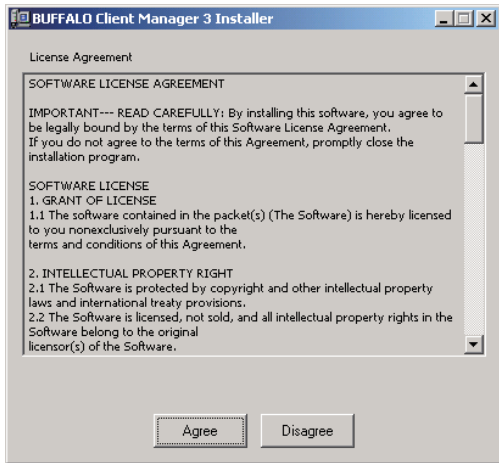 BUFFALO Client Manager 3 Installer
License Agreement
SOFTWARE LICENSE AGREEMENT
IMPORTANT--- READ CAREFULLY: By installing this software, you agree to
be legally bound by the terms of this Software License Agreement.
If you do not agree to the terms of this Agreement, promptly close the
installation program.
SOFTWARE LICENSE
1. GRANT OF LICENSE
1.1 The software contained in the packet(s) (The Software) is hereby licensed
to you nonexclusively pursuant to the
terms and conditions of this Agreement.
2. INTELLECTUAL PROPERTY RIGHT
2.1 The Software is protected by copyright and other intellectual property
laws and international treaty provisions.
2.2 The Software is licensed, not sold, and all intellectual property rights in the
Software belong to the original
licensor(s) of the Software.
Agree Disagree